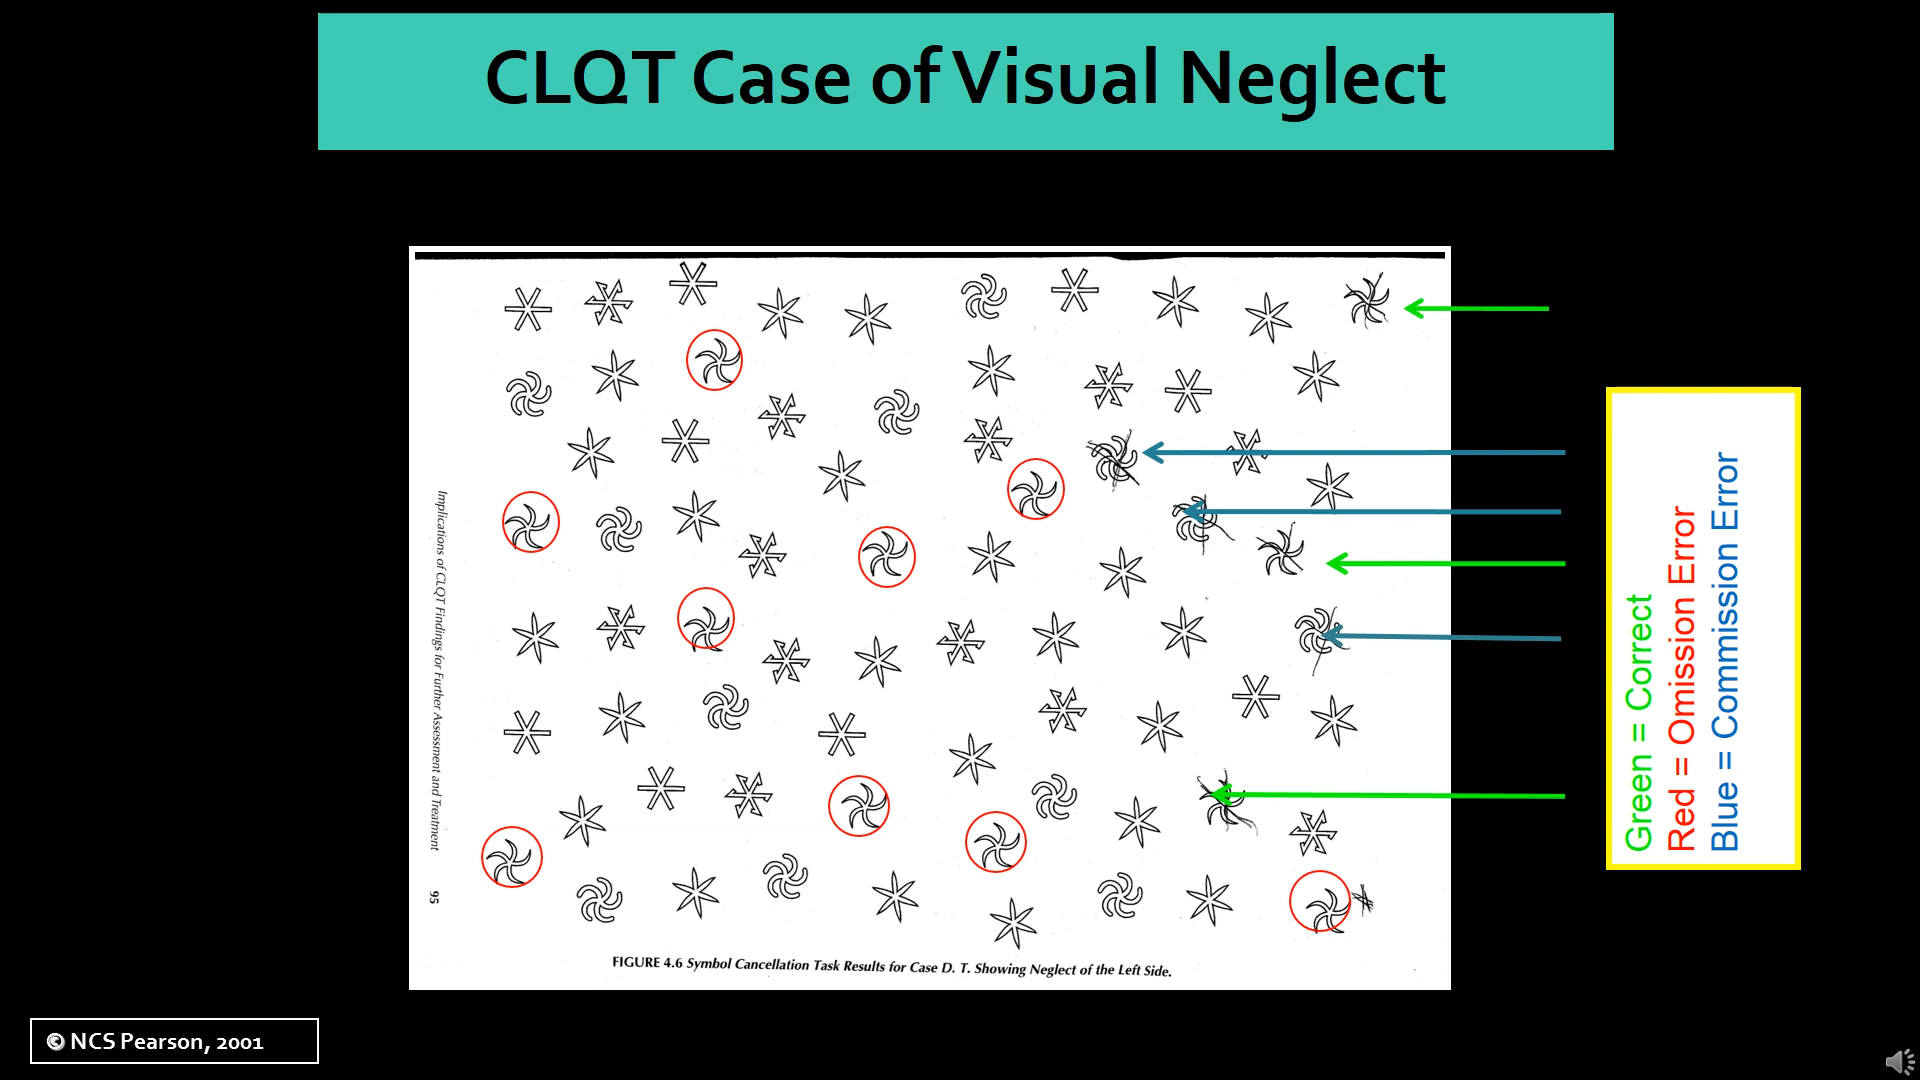 CLQT Case of Visual Neglect
Implications of CLQT Findings for Further Assessment and Treatment
95
FIGURE 4.6 Symbol Cancellation Task Results for Case D. T. Showing Neglect of the Left Side.
Green = Correct
Red = Omission Error
Blue = Commission Error
© NCS Pearson, 2001